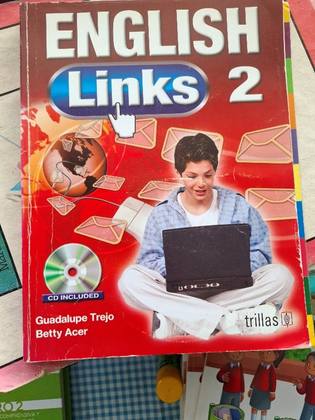 ENGLISH
Links 2
CD INCLUDED
Guadalupe Trejo
Betty Acer
trillas